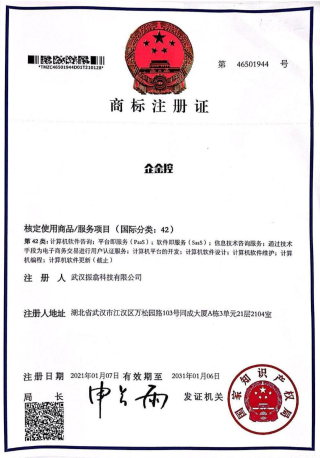 *TMZC46501944D01T210128*
第 46501944 号
商标注册证
企金控
核定使用商品/服务项目（国际分类：42）
第42类：计算机软件咨询；平台即服务（PaaS）；软件即服务（SaaS）；信息技术咨询服务；通过技术
手段为电子商务交易进行用户认证服务；计算机平台的开发；计算机软件设计；计算机软件维护；计算
机编程；计算机软件更新（截止）
注册人 武汉振翕科技有限公司
注册地址 湖北省武汉市江汉区万松园路103号同成大厦A栋3单元21层2104室
注册日期 2021年01月07日 有效期至 2031年01月06日
局长 申长雨 发证机关
国家知识产权局